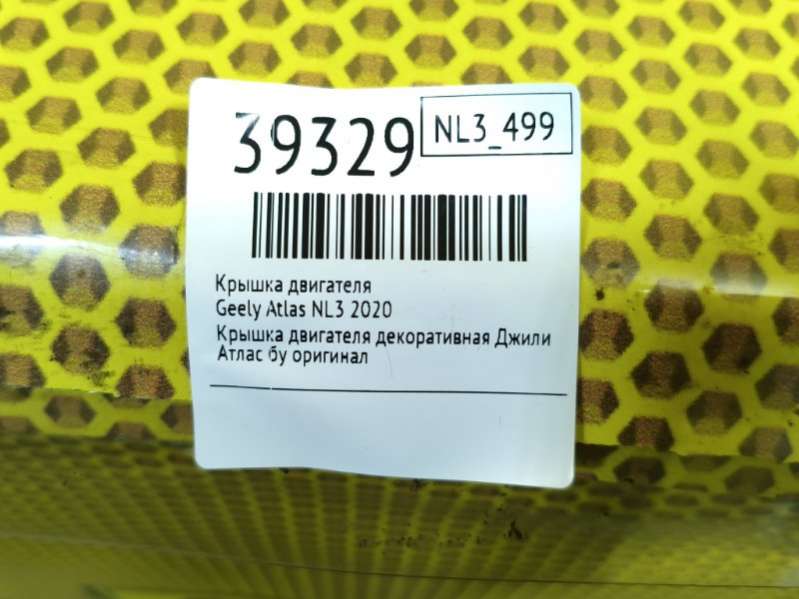 39329
NL3_499
Крышка двигателя
Geely Atlas NL3 2020
Крышка двигателя декоративная Джили
Атлас бу оригинал